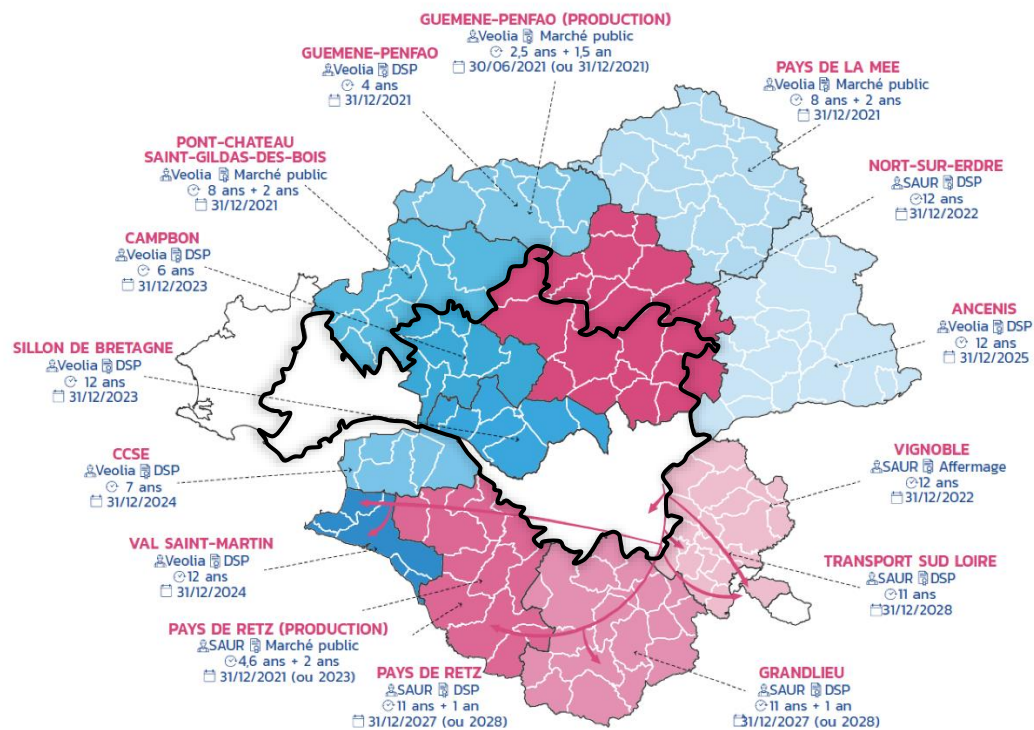 GUEMENE-PENFAO (PRODUCTION)
Veolia Marché public
2,5 ans + 1,5 an
30/06/2021 (ou 31/12/2021)
GUEMENE-PENFAO
Veolia DSP
4 ans
31/12/2021
PAYS DE LA MEE
Veolia Marché public
8 ans + 2 ans
31/12/2021
PONT-CHATEAU
SAINT-GILDAS-DES-BOIS
Veolia Marché public
8 ans + 2 ans
31/12/2021
NORT-SUR-ERDRE
SAUR DSP
12 ans
31/12/2022
CAMPBON
Veolia DSP
6 ans
31/12/2023
ANCENIS
Veolia DSP
12 ans
31/12/2025
SILLON DE BRETAGNE
Veolia DSP
12 ans
31/12/2023
CCSE
Veolia DSP
7 ans
31/12/2024
VIGNOBLE
SAUR Affermage
12 ans
31/12/2022
VAL SAINT-MARTIN
Veolia DSP
12 ans
31/12/2024
TRANSPORT SUD LOIRE
SAUR DSP
11 ans
31/12/2028
PAYS DE RETZ (PRODUCTION)
SAUR Marché public
4,6 ans + 2 ans
31/12/2021 (ou 2023)
PAYS DE RETZ
SAUR DSP
11 ans + 1 an
31/12/2027 (ou 2028)
GRANDLIEU
SAUR DSP
11 ans + 1 an
31/12/2027 (ou 2028)